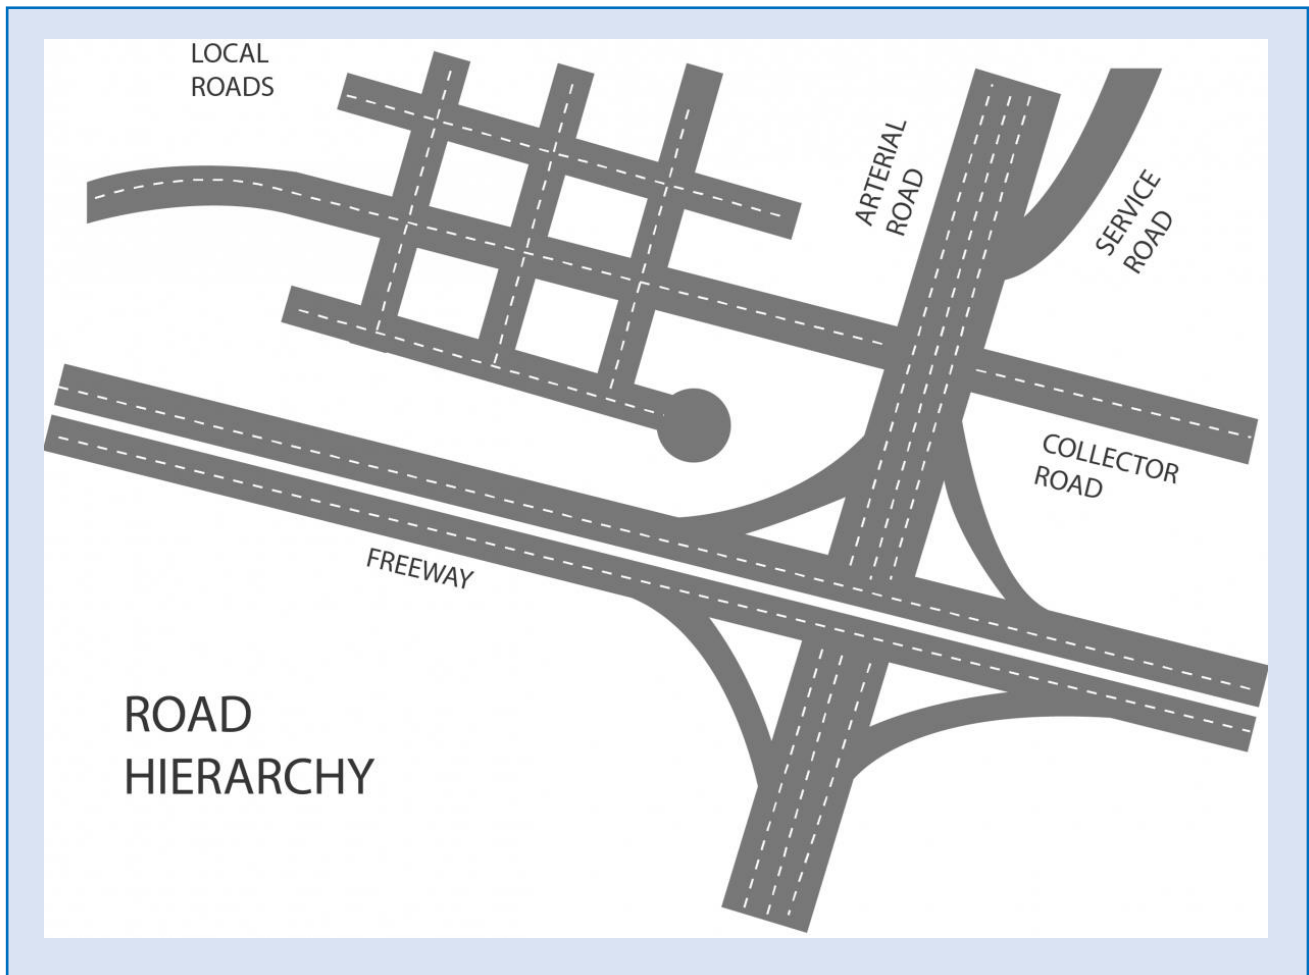 LOCAL
ROADS
ARTERIAL
ROAD
SERVICE
ROAD
COLLECTOR
ROAD
FREEWAY
ROAD
HIERARCHY